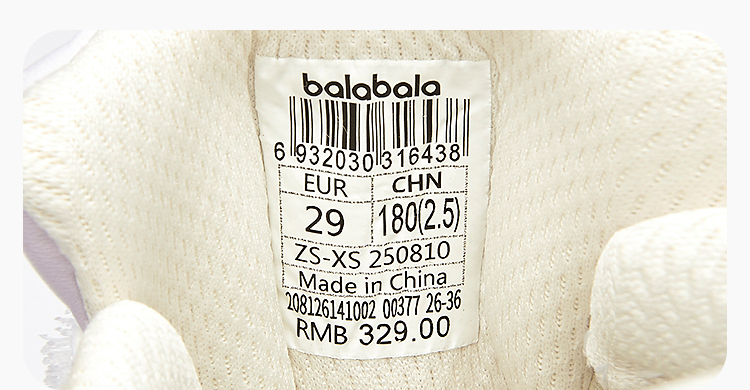 balabala
6 932030 316438
EUR CHN
29 180(2.5)
ZS-XS 250810
Made in China
208126141002 00377 26-36
RMB 329.00